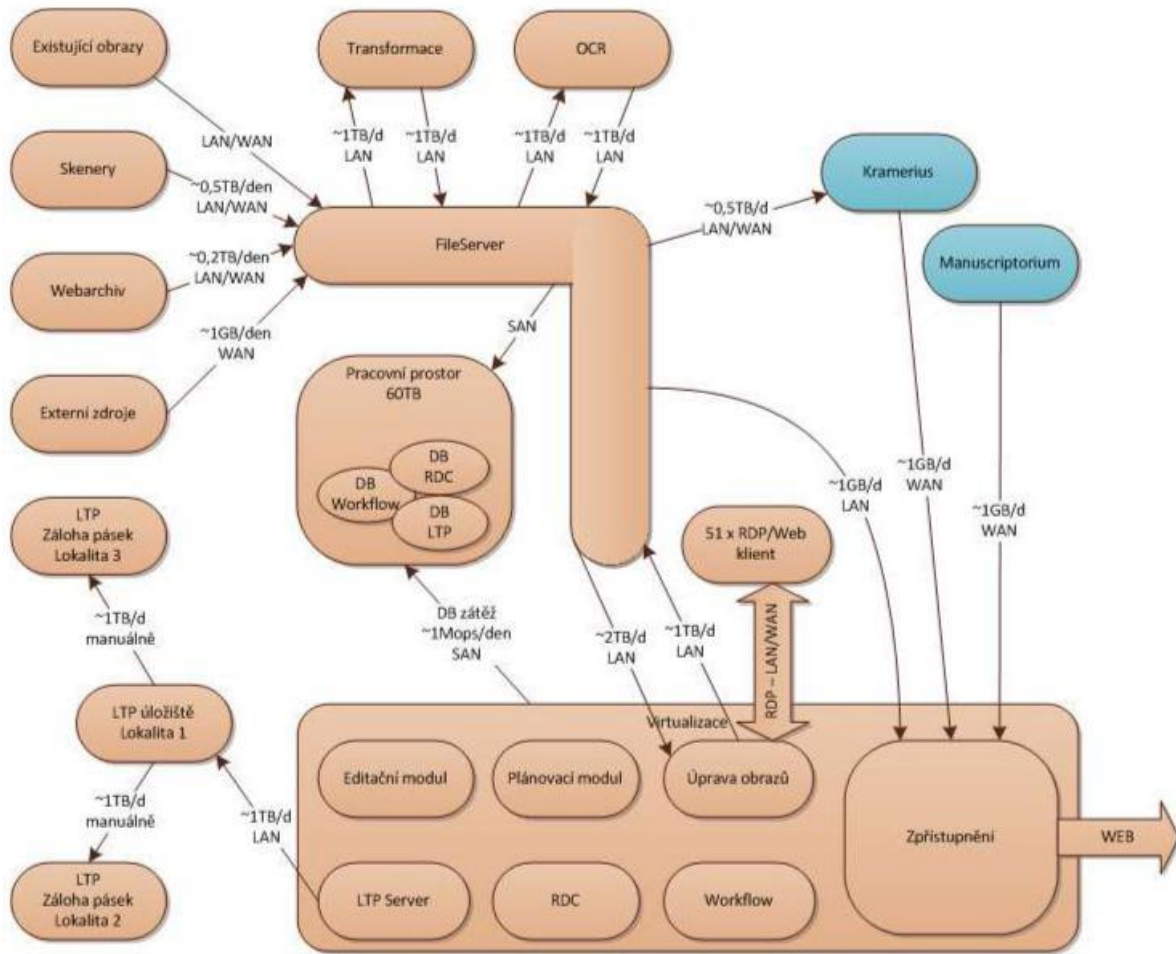 Existující obrazy
Transformace
OCR
LAN/WAN
~1TB/d
LAN
~1TB/d
LAN
~1TB/d
LAN
~1TB/d
LAN
Skenery
~0,5TB/den
LAN/WAN
Kramerius
~0,5TB/d
LAN/WAN
FileServer
Manuscriptorium
Webarchiv
~0,2TB/den
LAN/WAN
~1GB/den
WAN
SAN
Externí zdroje
Pracovní prostor
60TB
DB
RDC
DB
Workflow
DB
LTP
~1GB/d
LAN
~1GB/d
WAN
~1GB/d
WAN
LTP
Záloha pásek
Lokalita 3
51 x RDP/Web
klient
~1TB/d
manuálně
DB zátěž
~1Mops/den
SAN
~2TB/d
LAN
~1TB/d
LAN
RDP – LAN/WAN
LTP úložiště
Lokalita 1
Virtualizace
Editační modul
Plánovací modul
Úprava obrazů
~1TB/d
manuálně
~1TB/d
LAN
Zpřístupnění
WEB
LTP
Záloha pásek
Lokalita 2
LTP Server
RDC
Workflow